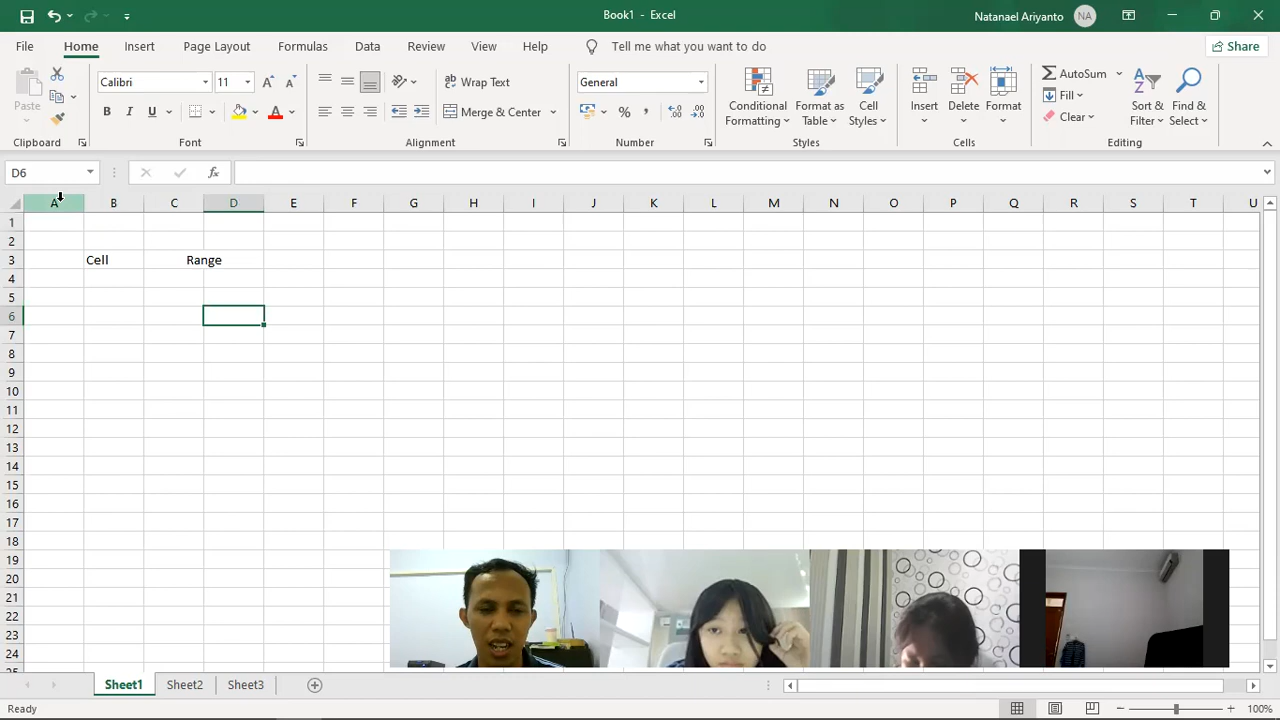 Book1 - Excel
Natanael Ariyanto
NA
File
Home
Insert
Page Layout
Formulas
Data
Review
View
Help
Tell me what you want to do
Share
Paste
Clipboard
Calibri
11
B I U
Font
Wrap Text
Merge & Center
Alignment
General
%
Number
Conditional Formatting
Format as Table
Cell Styles
Styles
Insert
Delete
Format
Cells
AutoSum
Fill
Clear
Sort & Filter
Find & Select
Editing
D6
fx
A B C D E F G H I J K L M N O P Q R S T U
1
2
3 Cell Range
4
5
6
7
8
9
10
11
12
13
14
15
16
17
18
19
20
21
22
23
24
25
Sheet1
Sheet2
Sheet3
Ready
100%